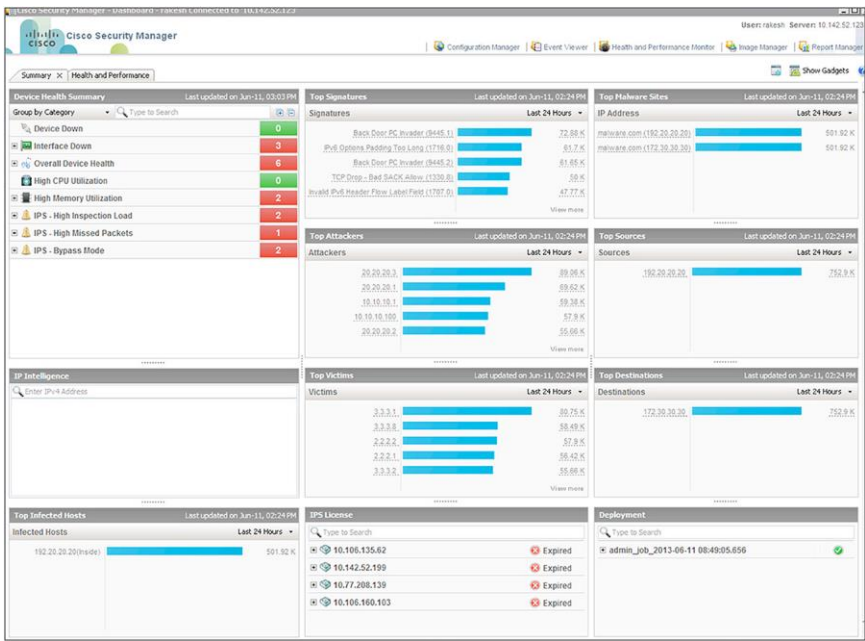 Cisco Security Manager - Dashboard - rakesh Connected to '10.142.52.123'
User: rakesh Server: 10.142.52.123
CISCO
Cisco Security Manager
Configuration Manager | Event Viewer | Health and Performance Monitor | Image Manager | Report Manager
Summary X Health and Performance
Show Gadgets
Device Health Summary Last updated on Jun-11, 03:03 PM
Group by Category Type to Search
Device Down 0
Interface Down 3
Overall Device Health 6
High CPU Utilization 0
High Memory Utilization 2
IPS - High Inspection Load 2
IPS - High Missed Packets 1
IPS - Bypass Mode 2
Top Signatures Last updated on Jun-11, 02:24 PM
Signatures Last 24 Hours
Back Door PC Invader (9445.1) 72.88 K
IPv6 Options Padding Too Long (1716.0) 61.7 K
Back Door PC Invader (9445.2) 61.65 K
TCP Drop - Bad SACK Allow (1330.8) 58 K
Invalid IPv6 Header Flow Label Field (1707.0) 47.77 K
View more
Top Malware Sites Last updated on Jun-11, 02:24 PM
IP Address Last 24 Hours
malware.com (192.20.20.20) 501.92 K
malware.com (172.30.30.30) 501.92 K
Top Attackers Last updated on Jun-11, 02:24 PM
Attackers Last 24 Hours
20.20.20.3 89.06 K
20.20.20.1 69.62 K
10.10.10.1 59.38 K
10.10.10.100 57.9 K
20.20.20.2 55.66 K
View more
Top Sources Last updated on Jun-11, 02:24 PM
Sources Last 24 Hours
192.20.20.20 752.9 K
IP Intelligence
Enter IPv4 Address
Top Victims Last updated on Jun-11, 02:24 PM
Victims Last 24 Hours
3.3.3.1 80.75 K
3.3.3.8 58.49 K
2.2.2.2 57.9 K
2.2.2.1 56.42 K
3.3.3.2 55.66 K
View more
Top Destinations Last updated on Jun-11, 02:24 PM
Destinations Last 24 Hours
172.30.30.30 752.9 K
Top Infected Hosts Last updated on Jun-11, 02:24 PM
Infected Hosts Last 24 Hours
192.20.20.20(Inside) 501.92 K
IPS License
Type to Search
10.106.135.62 Expired
10.142.52.199 Expired
10.77.208.139 Expired
10.106.160.103 Expired
Deployment
Type to Search
admin_job_2013-06-11 08:49:05.656